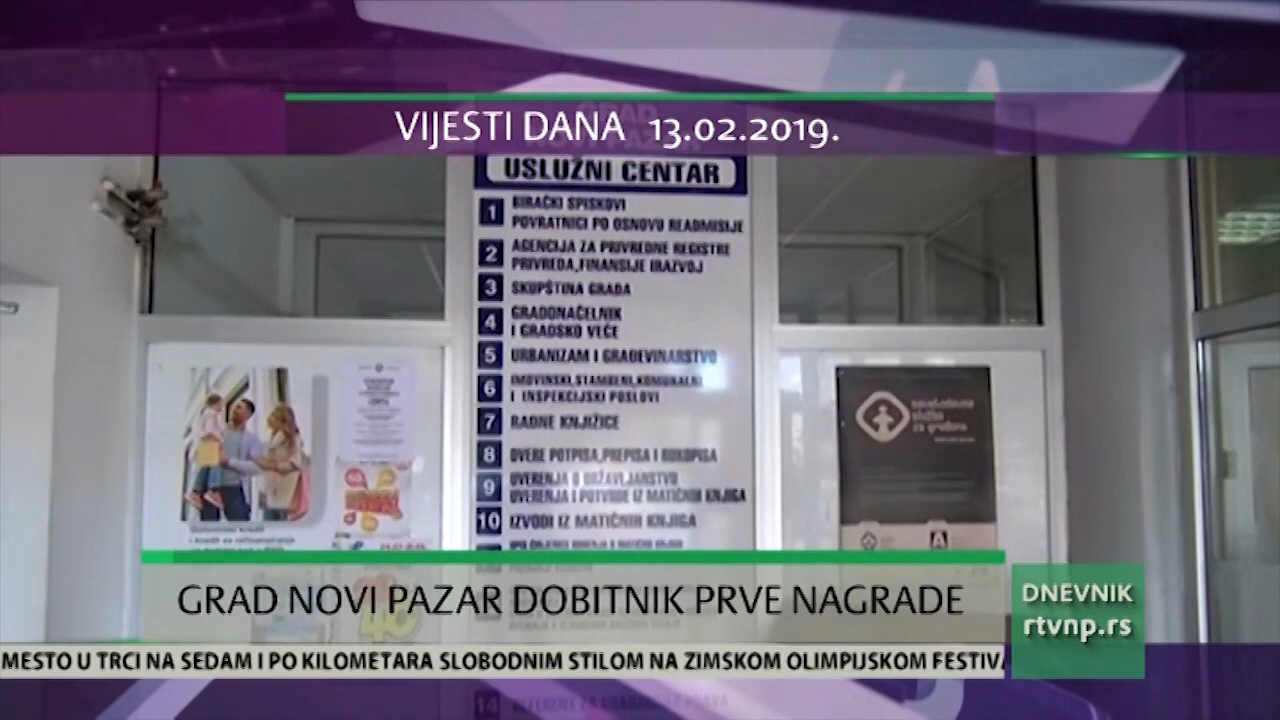 VIJESTI DANA 13.02.2019.
USLUŽNI CENTAR
1 BIRAČKI SPISKOVI
POVRATNICI PO OSNOVU READMISIJE
2 AGENCIJA ZA PRIVREDNE REGISTRE
PRIVREDA,FINANSIJE IRAZVOJ
3 SKUPŠTINA GRADA
4 GRADONAČELNIK
I GRADSKO VEĆE
5 URBANIZAM I GRAĐEVINARSTVO
6 IMOVINSKI,STAMBENI,KOMUNALNI
I INSPEKCIJSKI POSLOVI
7 RADNE KNJIŽICE
8 OVERE POTPISA,PREPISA I RUKOPISA
9 UVERENJA O DRŽAVLJANSTVU
UVERENJA I POTVRDE IZ MATIČNIH KNJIGA
10 IZVODI IZ MATIČNIH KNJIGA
za građane
A
GRAD NOVI PAZAR DOBITNIK PRVE NAGRADE
DNEVNIK
rtvnp.rs
MESTO U TRCI NA SEDAM I PO KILOMETARA SLOBODNIM STILOM NA ZIMSKOM OLIMPIJSKOM FESTIVA
14